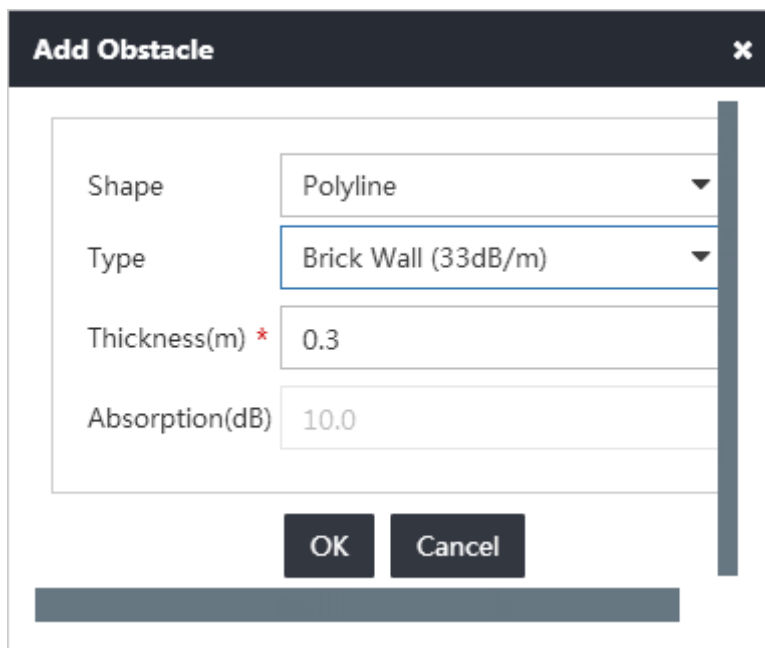 Add Obstacle
Shape Polyline
Type Brick Wall (33dB/m)
Thickness(m) * 0.3
Absorption(dB) 10.0
OK Cancel